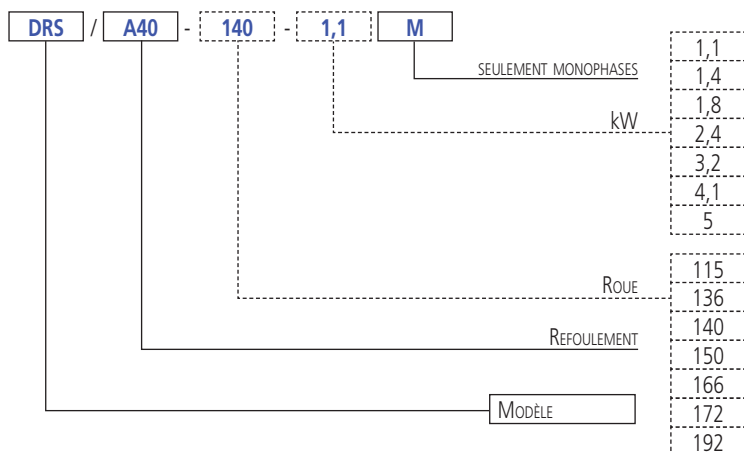 DRS / A40 - 140 - 1,1 M
SEULEMENT MONOPHASES
kW
1,1
1,4
1,8
2,4
3,2
4,1
5
ROUE
115
136
140
150
166
172
192
REFOULEMENT
MODÈLE